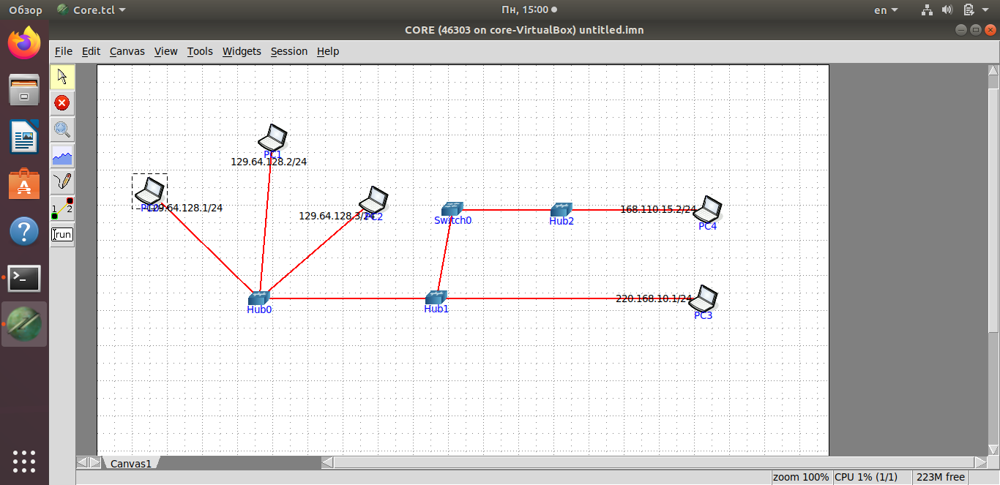 Обзор Core.tcl Пн, 15:00 en
CORE (46303 on core-VirtualBox) untitled.imn
File Edit Canvas View Tools Widgets Session Help
PC1
129.64.128.2/24
129.64.128.1/24
129.64.128.3/24
PC2
Switch0
Hub2
168.110.15.2/24
PC4
1 2
run
Hub0
Hub1
220.168.10.1/24
PC3
Canvas1
zoom 100% CPU 1% (1/1) 223M free